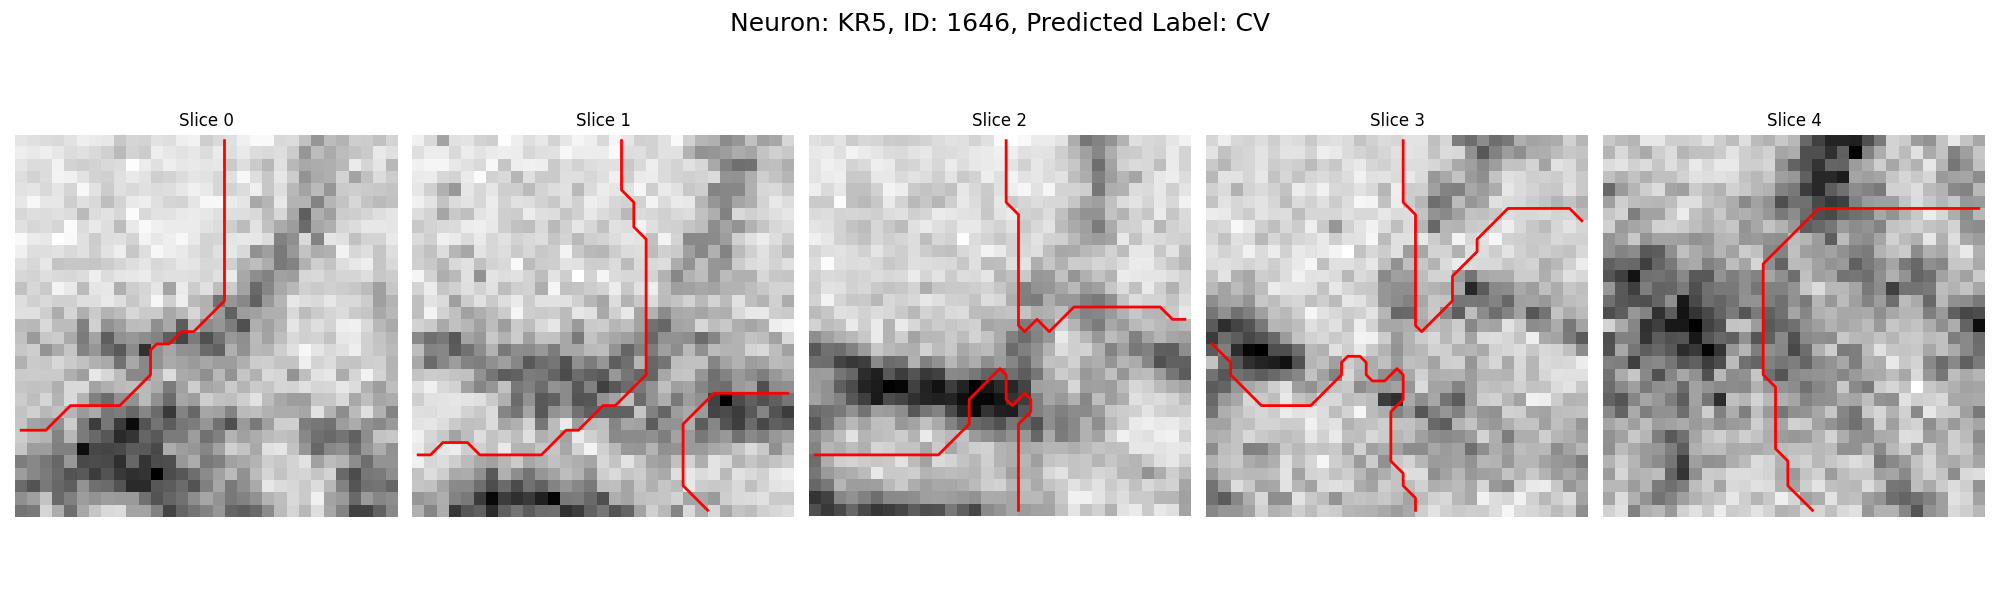 Neuron: KR5, ID: 1646, Predicted Label: CV
Slice 0
Slice 1
Slice 2
Slice 3
Slice 4